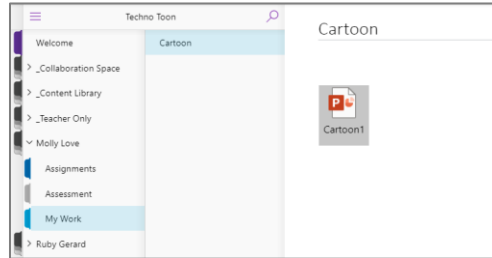 Techno Toon
Welcome
_Collaboration Space
_Content Library
_Teacher Only
Molly Love
Assignments
Assessment
My Work
Ruby Gerard
Cartoon
Cartoon
P
Cartoon1